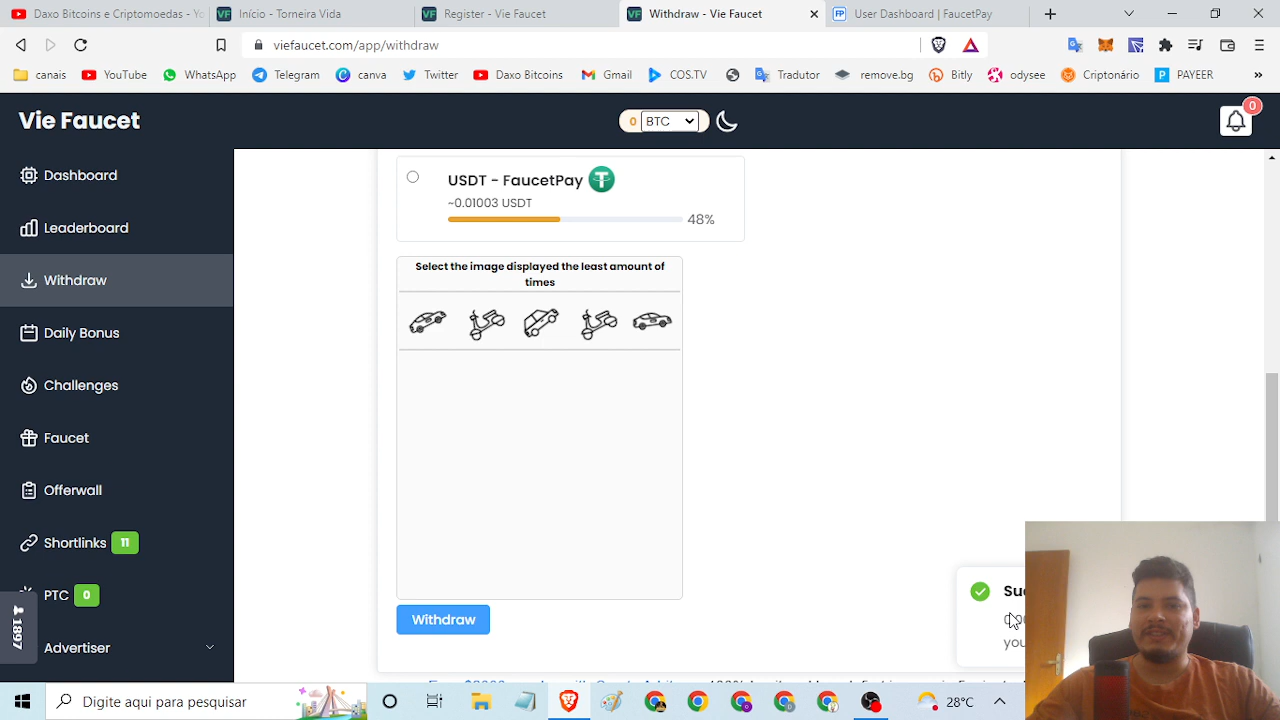 Daxo Bitcoins e Criptomoedas - Yo
Início - Torneira Vida
Register - Vie Faucet
Withdraw - Vie Faucet
User Dashboard | FaucetPay
viefaucet.com/app/withdraw
canais
YouTube
WhatsApp
Telegram
canva
Twitter
Daxo Bitcoins
Gmail
COS.TV
Tradutor
remove.bg
Bitly
odysee
Criptonário
PAYEER
Vie Faucet
0 BTC
0
Dashboard
Leaderboard
Withdraw
Daily Bonus
Challenges
Faucet
Offerwall
Shortlinks 11
PTC 0
Advertiser
1897
USDT - FaucetPay
~0.01003 USDT
48%
Select the image displayed the least amount of
times
Withdraw
Digite aqui para pesquisar
28°C